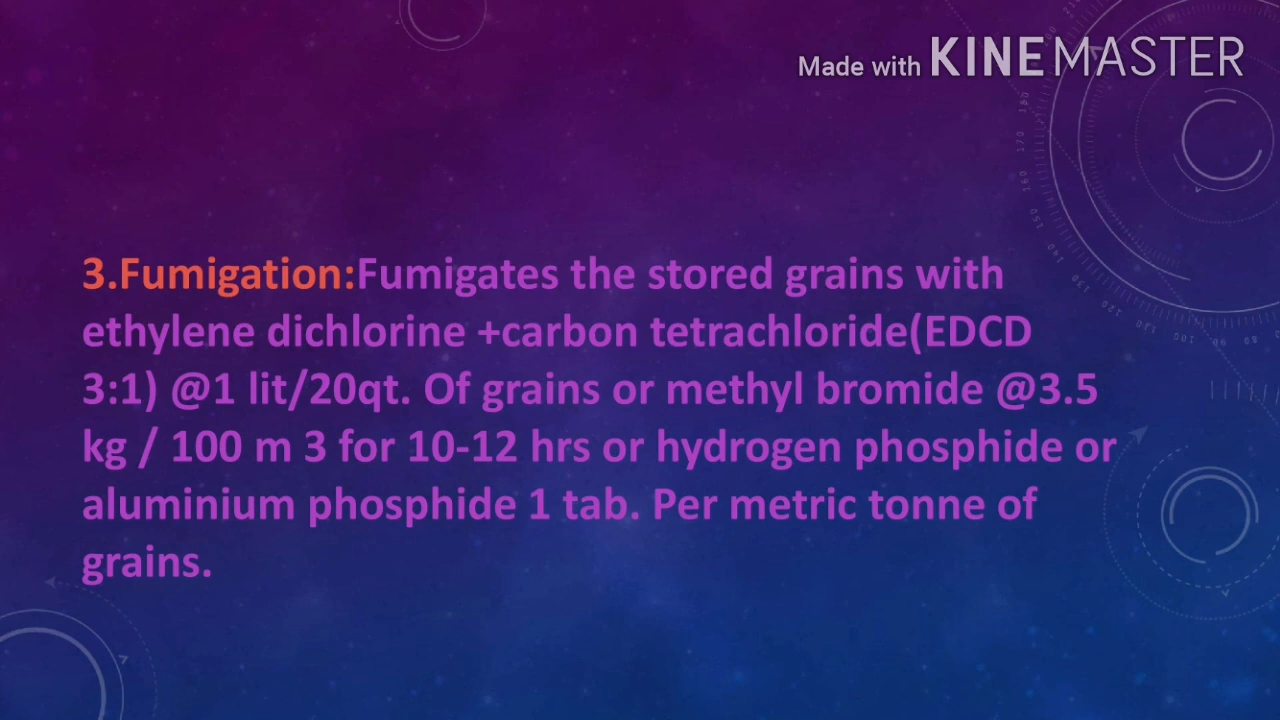 Made with KINEMASTER
3.Fumigation:Fumigates the stored grains with
ethylene dichlorine +carbon tetrachloride(EDCD
3:1) @1 lit/20qt. Of grains or methyl bromide @3.5
kg / 100 m 3 for 10-12 hrs or hydrogen phosphide or
aluminium phosphide 1 tab. Per metric tonne of
grains.